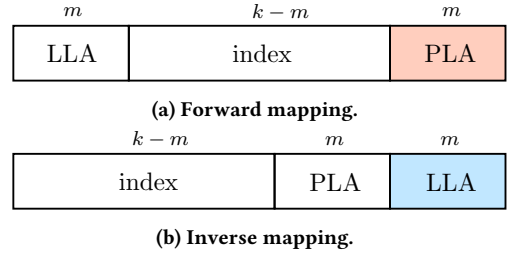 m k − m m
LLA index PLA
(a) Forward mapping.
k − m m m
index PLA LLA
(b) Inverse mapping.